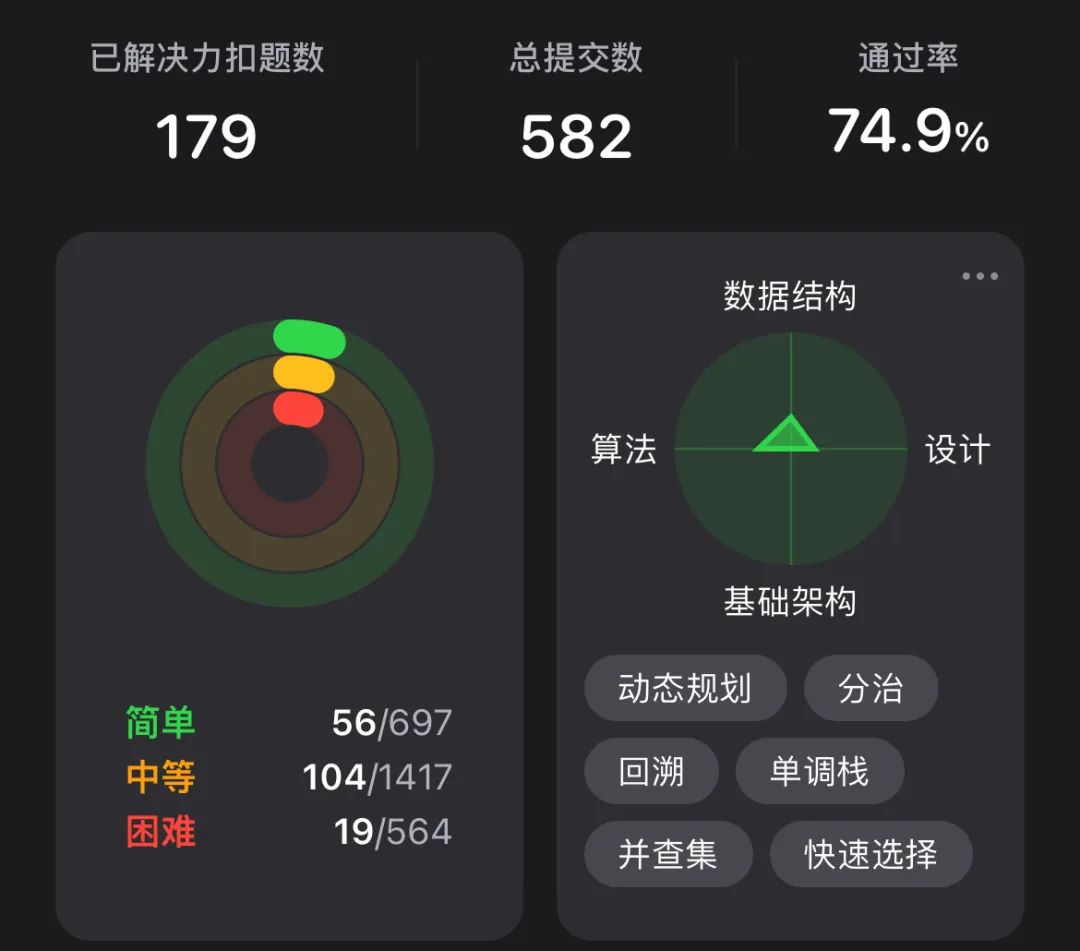 已解决力扣题数
总提交数
通过率
179
582
74.9%
简单 56/697
中等 104/1417
困难 19/564
数据结构
算法
设计
基础架构
动态规划
分治
回溯
单调栈
并查集
快速选择